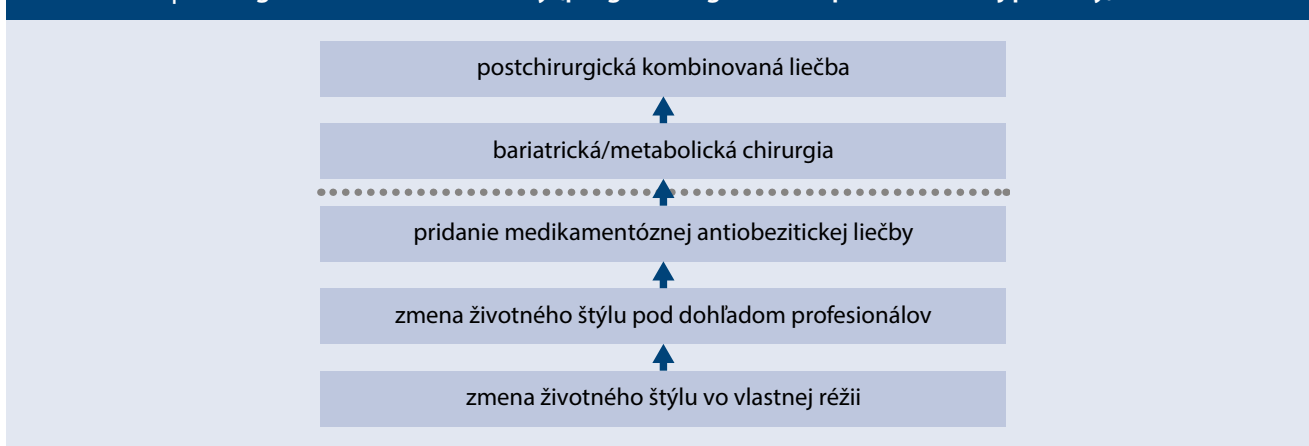 postchirurgická kombinovaná liečba
bariatrická/metabolická chirurgia
pridanie medikamentóznej antiobezitickej liečby
zmena životného štýlu pod dohľadom profesionálov
zmena životného štýlu vo vlastnej réžii